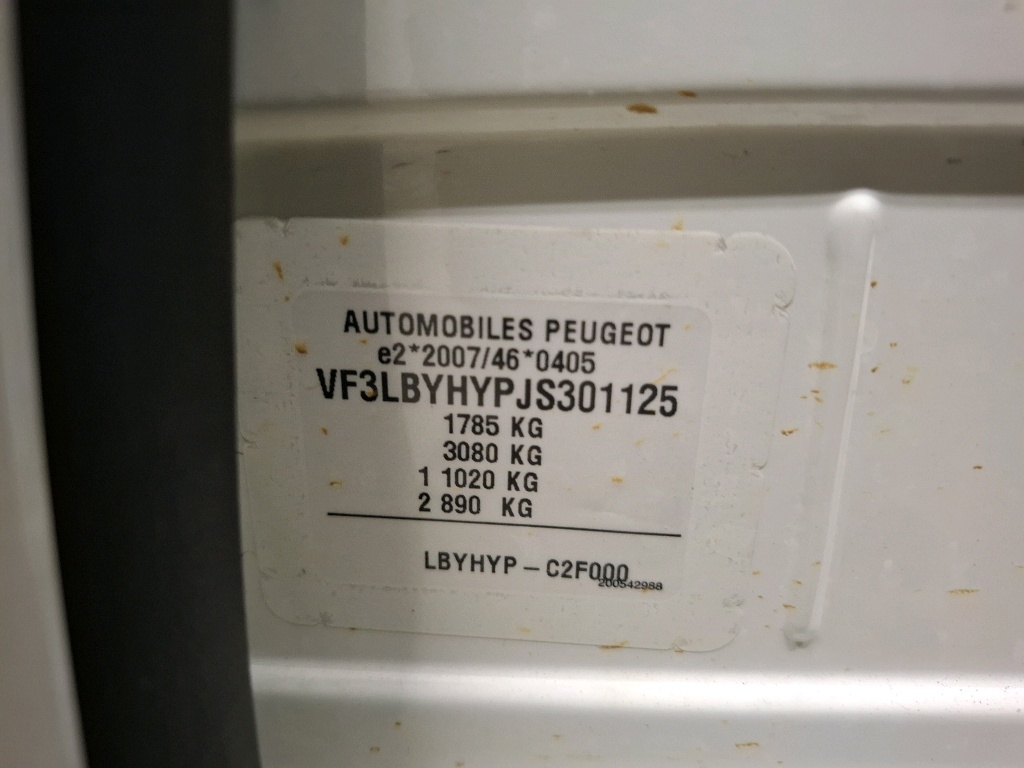 AUTOMOBILES PEUGEOT
e2*2007/46*0405
VF3LBYHYPJS301125
1785 KG
3080 KG
1 1020 KG
2 890 KG
LBYHYP – C2F000
200542988